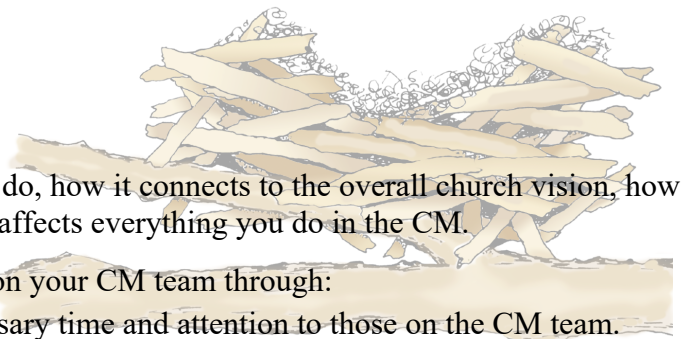 do, how it connects to the overall church vision, how
affects everything you do in the CM.
on your CM team through:
sary time and attention to those on the CM team.